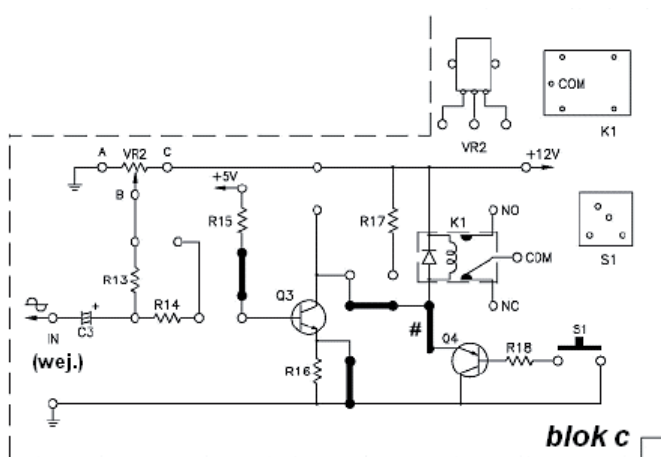 COM
K1
VR2
A
VR2
C
+12V
+5V
B
R15
R17
K1
NO
S1
COM
R13
Q3
NC
R14
+
#
Q4
S1
IN
C3
R18
(wej.)
R16
blok c